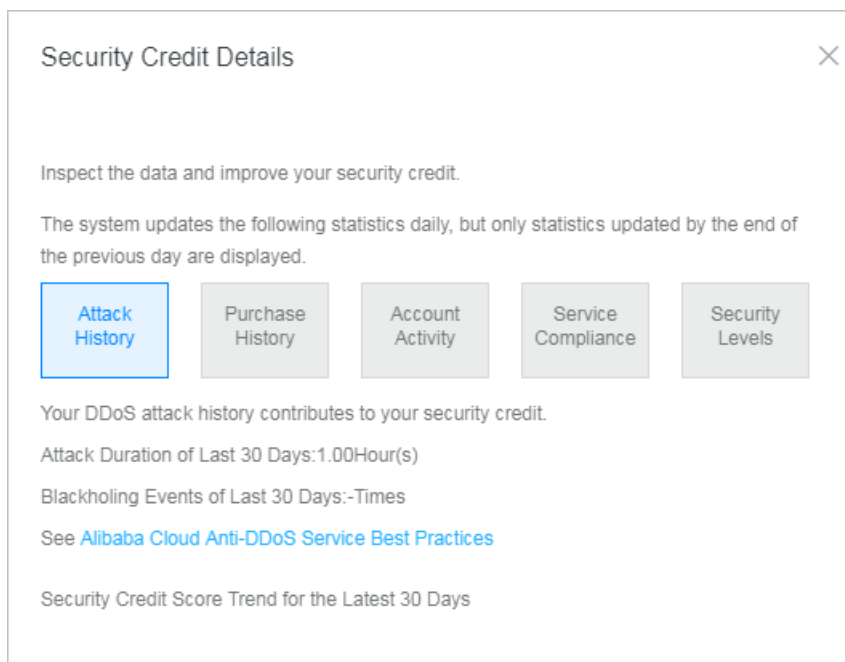 Security Credit Details
Inspect the data and improve your security credit.
The system updates the following statistics daily, but only statistics updated by the end of
the previous day are displayed.
Attack
History
Purchase
History
Account
Activity
Service
Compliance
Security
Levels
Your DDoS attack history contributes to your security credit.
Attack Duration of Last 30 Days:1.00Hour(s)
Blackholing Events of Last 30 Days:-Times
See Alibaba Cloud Anti-DDoS Service Best Practices
Security Credit Score Trend for the Latest 30 Days